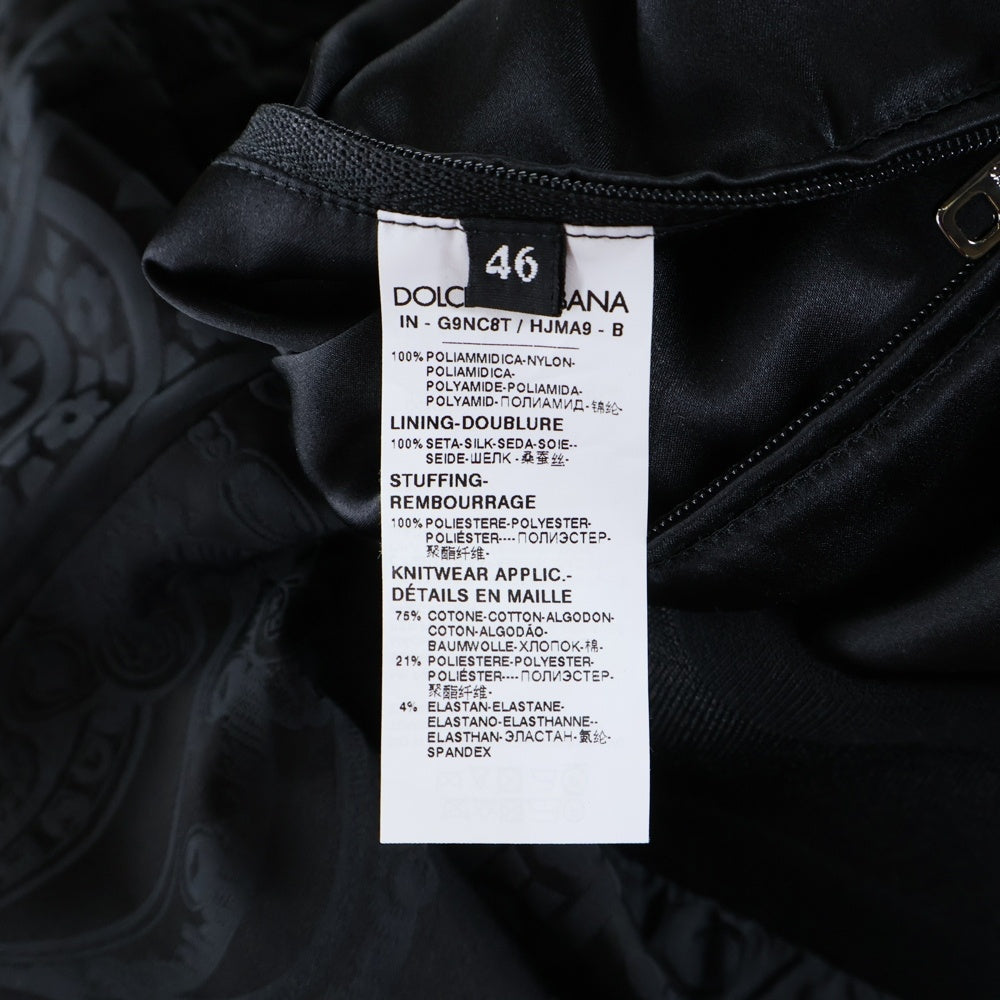 46
DOLC BANA
IN - G9NC8T / HJMA9 - B
100% POLIAMMIDICA-NYLON-
POLIAMIDICA-
POLYAMIDE-POLIAMIDA-
POLYAMID-ПОЛИАМИД-锦纶-
LINING-DOUBLURE
100% SETA-SILK-SEDA-SOIE--
SEIDE-ШЕЛК -桑蚕丝-
STUFFING-
REMBOURRAGE
100% POLIESTERE-POLYESTER-
POLIÉSTER----ПОЛИЭСТЕР-
聚酯纤维-
KNITWEAR APPLIC.-
DÉTAILS EN MAILLE
75% COTONE-COTTON-ALGODON-
COTON-ALGODÃO-
BAUMWOLLE-ХЛОПОК-棉-
21% POLIESTERE-POLYESTER-
POLIÉSTER----ПОЛИЭСТЕР-
聚酯纤维-
4% ELASTAN-ELASTANE-
ELASTANO-ELASTHANNE--
ELASTHAN-ЭЛАСТАН-氨纶-
SPANDEX